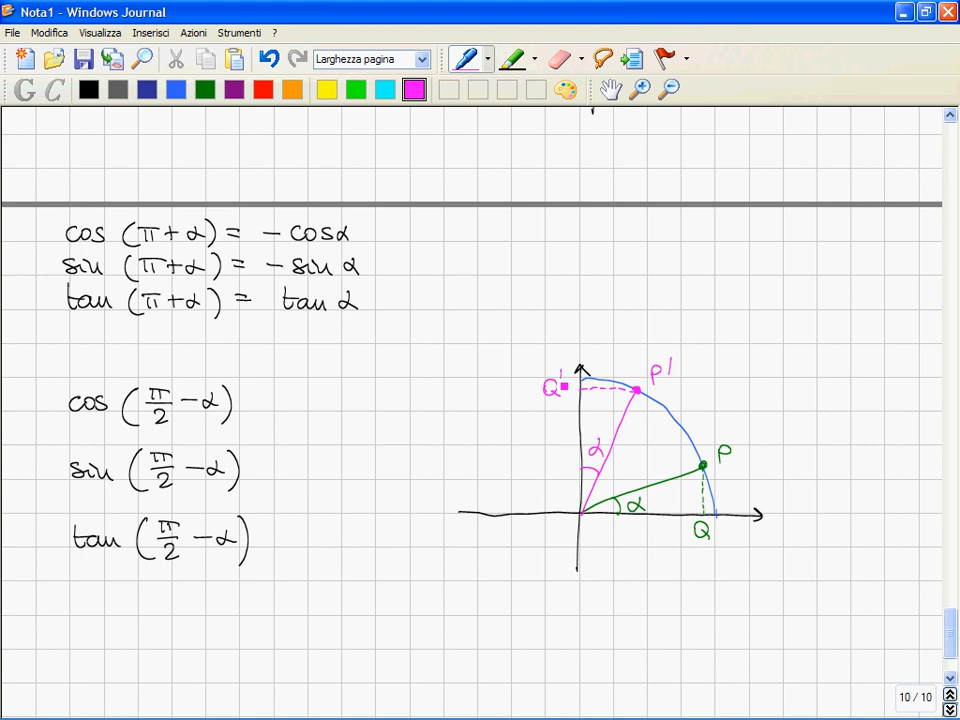 Nota1 - Windows Journal
File Modifica Visualizza Inserisci Azioni Strumenti ?
Larghezza pagina
G C
cos (π+α) = - cosα
sin (π+α) = - sin α
tan (π+α) = tan α
cos (π/2 - α)
sin (π/2 - α)
tan (π/2 - α)
Q' P'
α
P
α
Q
10 / 10